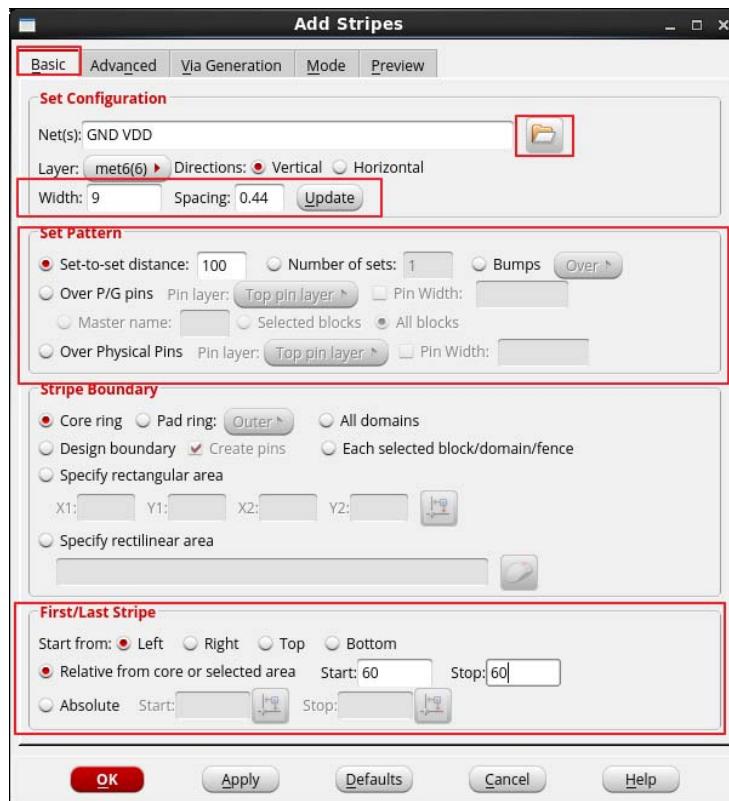 Add Stripes
Basic Advanced Via Generation Mode Preview
Set Configuration
Net(s): GND VDD
Layer: met6(6) Directions: Vertical Horizontal
Width: 9 Spacing: 0.44 Update
Set Pattern
Set-to-set distance: 100 Number of sets: 1 Bumps Over
Over P/G pins Pin layer: Top pin layer Pin Width:
Master name: Selected blocks All blocks
Over Physical Pins Pin layer: Top pin layer Pin Width:
Stripe Boundary
Core ring Pad ring: Outer All domains
Design boundary Create pins Each selected block/domain/fence
Specify rectangular area
X1: Y1: X2: Y2:
Specify rectilinear area
First/Last Stripe
Start from: Left Right Top Bottom
Relative from core or selected area Start: 60 Stop: 60
Absolute Start: Stop:
OK Apply Defaults Cancel Help